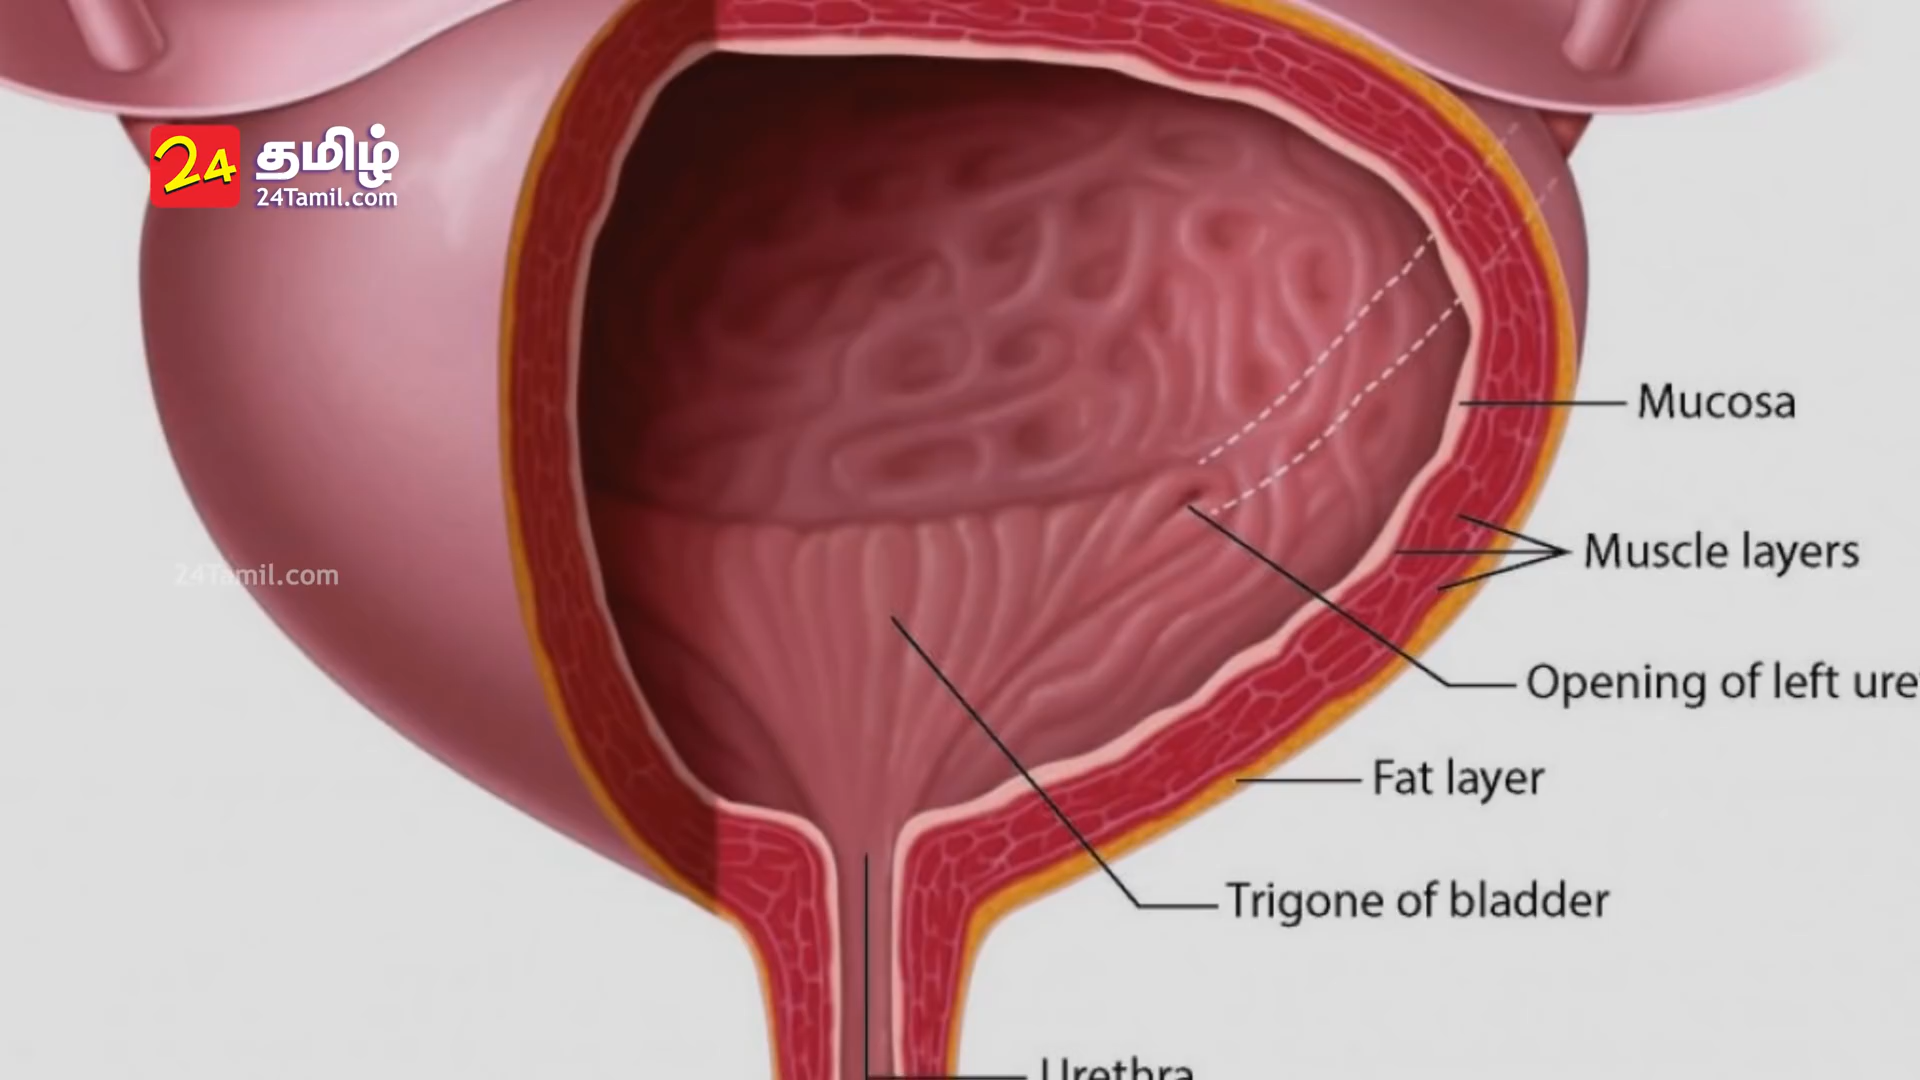 24 தமிழ்
24Tamil.com
Mucosa
Muscle layers
24Tamil.com
Opening of left ure
Fat layer
Trigone of bladder
Urethra